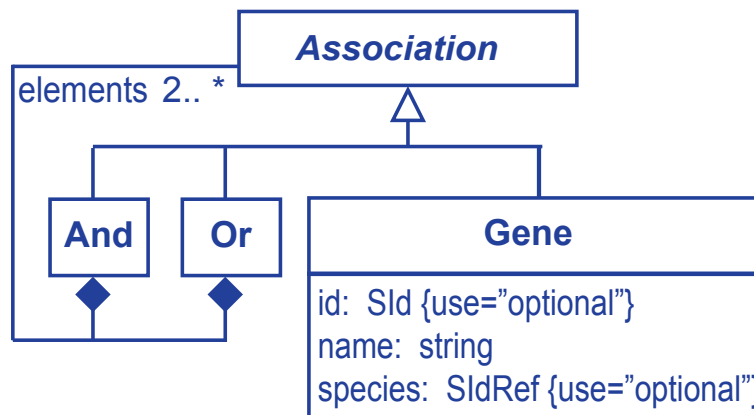 Association
elements 2.. *
And
Or
Gene
id: SId {use=”optional”}
name: string
species: SIdRef {use=”optional”}